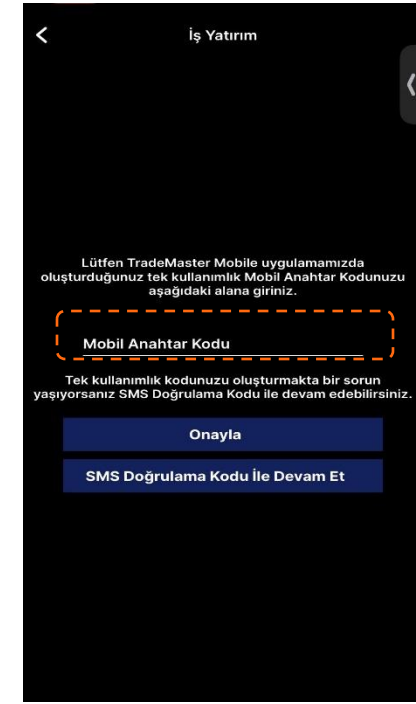 İş Yatırım
Lütfen TradeMaster Mobile uygulamamızda
oluşturduğunuz tek kullanımlık Mobil Anahtar Kodunuzu
aşağıdaki alana giriniz.
Mobil Anahtar Kodu
Tek kullanımlık kodunuzu oluşturmakta bir sorun
yaşıyorsanız SMS Doğrulama Kodu ile devam edebilirsiniz.
Onayla
SMS Doğrulama Kodu İle Devam Et